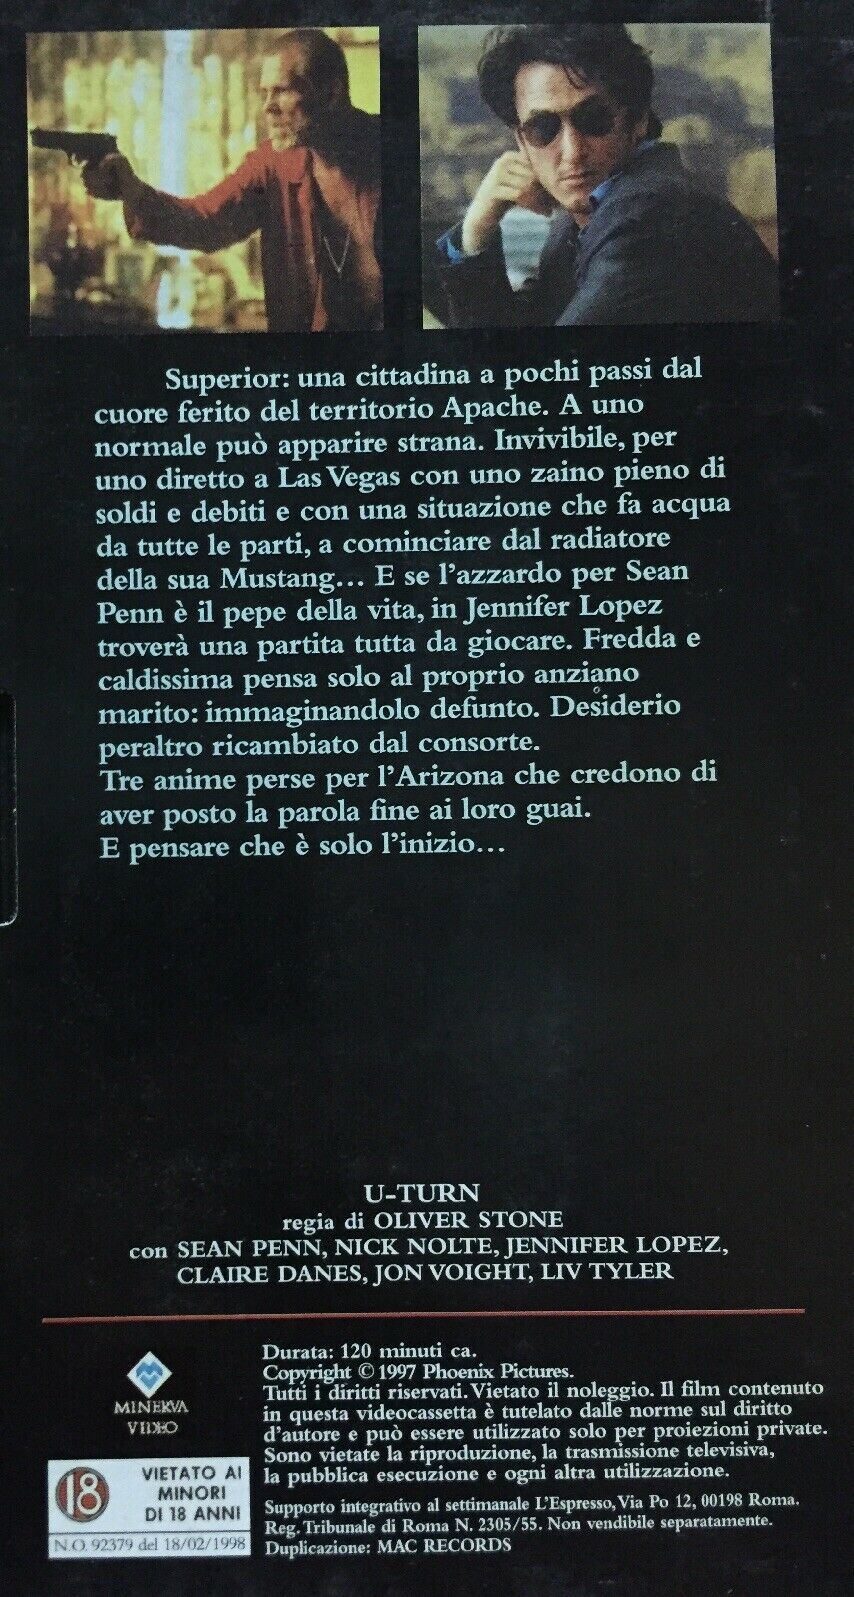 Superior: una cittadina a pochi passi dal
cuore ferito del territorio Apache. A uno
normale può apparire strana. Invivibile, per
uno diretto a Las Vegas con uno zaino pieno di
soldi e debiti e con una situazione che fa acqua
da tutte le parti, a cominciare dal radiatore
della sua Mustang... E se l'azzardo per Sean
Penn è il pepe della vita, in Jennifer Lopez
troverà una partita tutta da giocare. Fredda e
caldissima pensa solo al proprio anziano
marito: immaginandolo defunto. Desiderio
peraltro ricambiato dal consorte.
Tre anime perse per l'Arizona che credono di
aver posto la parola fine ai loro guai.
E pensare che è solo l'inizio...
U-TURN
regia di OLIVER STONE
con SEAN PENN, NICK NOLTE, JENNIFER LOPEZ,
CLAIRE DANES, JON VOIGHT, LIV TYLER
MINERVA
VIDEO
18
VIETATO AI
MINORI
DI 18 ANNI
N.O. 92379 del 18/02/1998
Durata: 120 minuti ca.
Copyright © 1997 Phoenix Pictures.
Tutti i diritti riservati. Vietato il noleggio. Il film contenuto
in questa videocassetta è tutelato dalle norme sul diritto
d'autore e può essere utilizzato solo per proiezioni private.
Sono vietate la riproduzione, la trasmissione televisiva,
la pubblica esecuzione e ogni altra utilizzazione.
Supporto integrativo al settimanale L'Espresso, Via Po 12, 00198 Roma.
Reg. Tribunale di Roma N. 2305/55. Non vendibile separatamente.
Duplicazione: MAC RECORDS